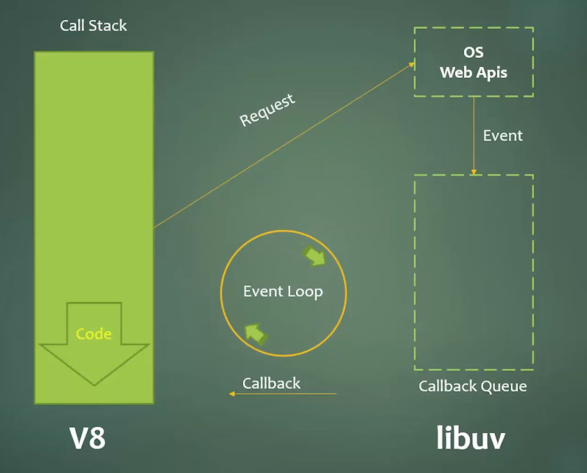 Call Stack
OS
Web Apis
Request
Event
Event Loop
Code
Callback
Callback Queue
V8
libuv